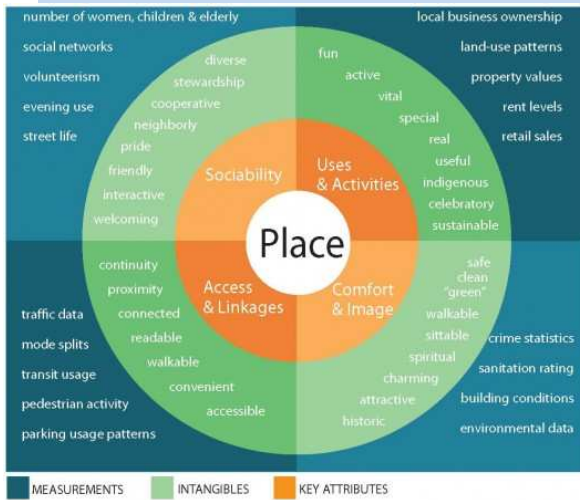 number of women, children & elderly
social networks
volunteerism
evening use
street life
local business ownership
land-use patterns
property values
rent levels
retail sales
diverse
stewardship
cooperative
neighborly
pride
friendly
interactive
welcoming
fun
active
vital
special
real
useful
indigenous
celebratory
sustainable
Sociability
Uses
& Activities
Place
Access
& Linkages
Comfort
& Image
continuity
proximity
connected
readable
walkable
convenient
accessible
safe
clean
"green"
walkable
sittable
spiritual
charming
attractive
historic
traffic data
mode splits
transit usage
pedestrian activity
parking usage patterns
crime statistics
sanitation rating
building conditions
environmental data
MEASUREMENTS
INTANGIBLES
KEY ATTRIBUTES